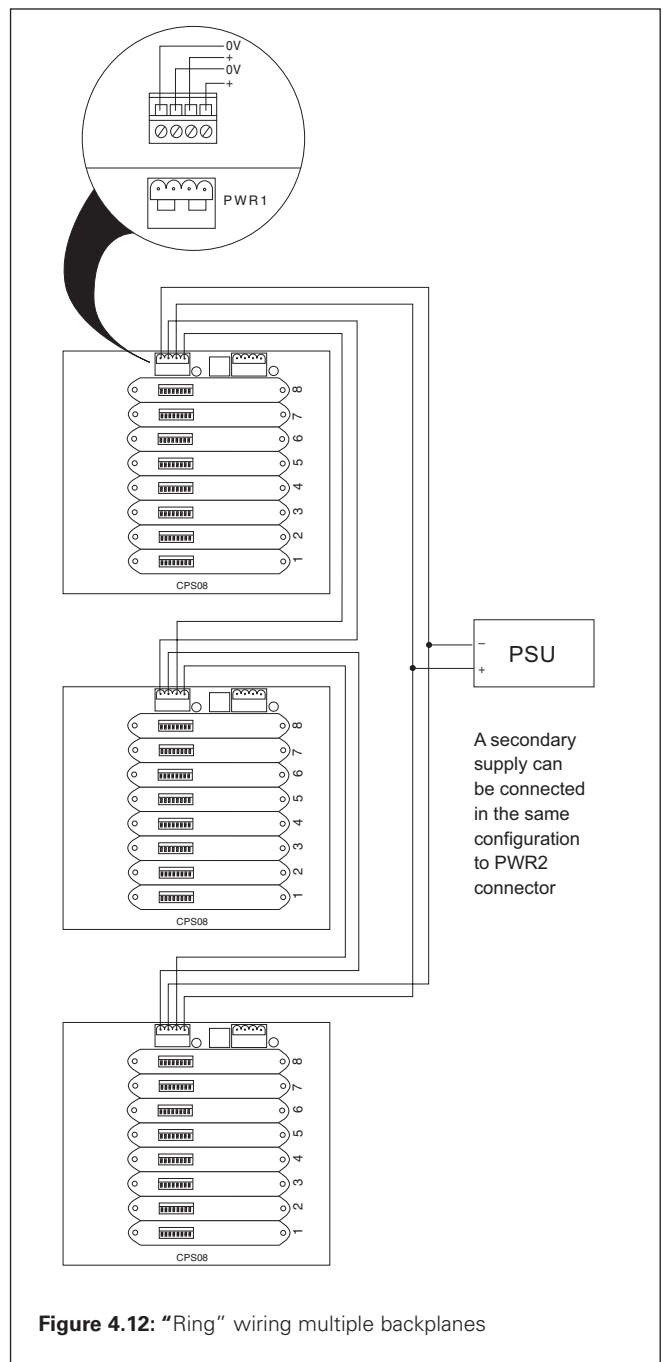 0V
+
0V
+
PWR1
8
7
6
5
4
3
2
1
CPS08
8
7
6
5
4
3
2
1
CPS08
–
PSU
+
A secondary
supply can
be connected
in the same
configuration
to PWR2
connector
8
7
6
5
4
3
2
1
CPS08
Figure 4.12: "Ring" wiring multiple backplanes